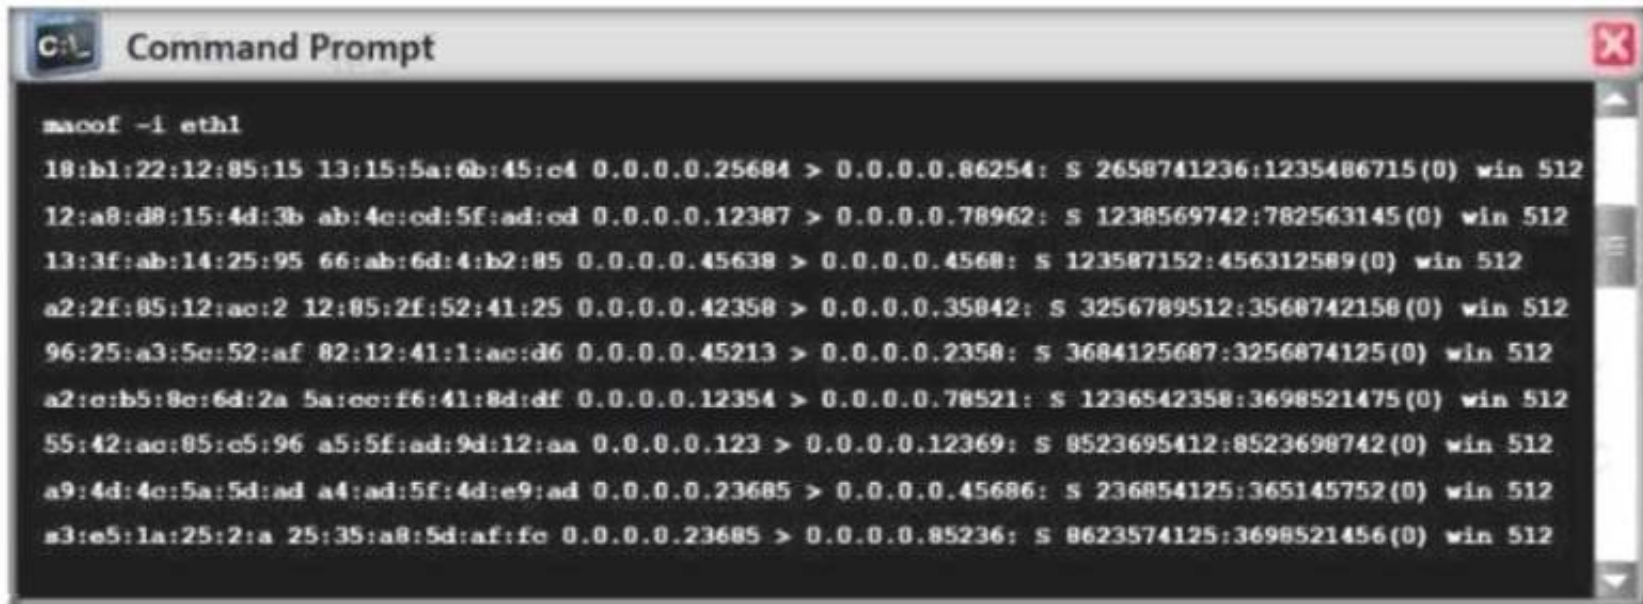 C:\_ Command Prompt
macof -i eth1
18:b1:22:12:85:15 13:15:5a:6b:45:c4 0.0.0.0.25684 > 0.0.0.0.86254: S 2658741236:1235486715(0) win 512
12:a8:d8:15:4d:3b ab:4c:cd:5f:ad:cd 0.0.0.0.12387 > 0.0.0.0.78962: S 1238569742:782563145(0) win 512
13:3f:ab:14:25:95 66:ab:6d:4:b2:85 0.0.0.0.45638 > 0.0.0.0.4568: S 123587152:456312589(0) win 512
a2:2f:85:12:ac:2 12:85:2f:52:41:25 0.0.0.0.42358 > 0.0.0.0.35842: S 3256789512:3568742158(0) win 512
96:25:a3:5c:52:af 82:12:41:1:ac:d6 0.0.0.0.45213 > 0.0.0.0.2358: S 3684125687:3256874125(0) win 512
a2:c:b5:8c:6d:2a 5a:cc:f6:41:8d:df 0.0.0.0.12354 > 0.0.0.0.78521: S 1236542358:3698521475(0) win 512
55:42:ac:85:c5:96 a5:5f:ad:9d:12:aa 0.0.0.0.123 > 0.0.0.0.12369: S 8523695412:8523698742(0) win 512
a9:4d:4c:5a:5d:ad a4:ad:5f:4d:e9:ad 0.0.0.0.23685 > 0.0.0.0.45686: S 236854125:365145752(0) win 512
25:35:a8:5d:af:fc 0.0.0.0.23685 > 0.0.0.0.85236: S 8623574125:3698521456(0) win 512